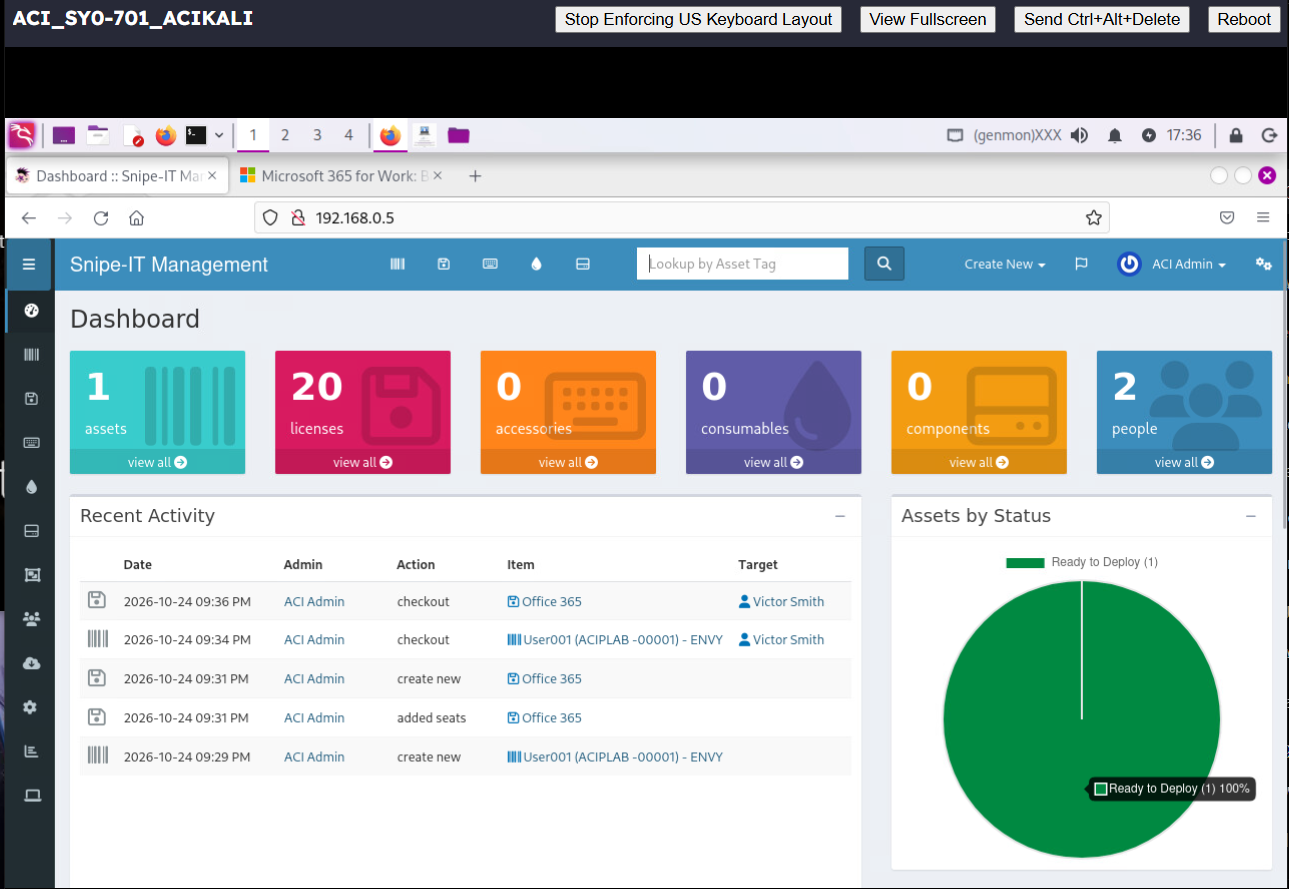 ACI_SY0-701_ACIKALI
Stop Enforcing US Keyboard Layout
View Fullscreen
Send Ctrl+Alt+Delete
Reboot
1 2 3 4
(genmon)XXX
17:36
Dashboard :: Snipe-IT Ma
Microsoft 365 for Work: B
192.168.0.5
Snipe-IT Management
Lookup by Asset Tag
Create New
ACI Admin
Dashboard
1
assets
view all
20
licenses
view all
0
accessories
view all
0
consumables
view all
0
components
view all
2
people
view all
Recent Activity
Date Admin Action Item Target
2026-10-24 09:36 PM ACI Admin checkout Office 365 Victor Smith
2026-10-24 09:34 PM ACI Admin checkout User001 (ACIPLAB -00001) - ENVY Victor Smith
2026-10-24 09:31 PM ACI Admin create new Office 365
2026-10-24 09:31 PM ACI Admin added seats Office 365
2026-10-24 09:29 PM ACI Admin create new User001 (ACIPLAB -00001) - ENVY
Assets by Status
Ready to Deploy (1)
Ready to Deploy (1) 100%